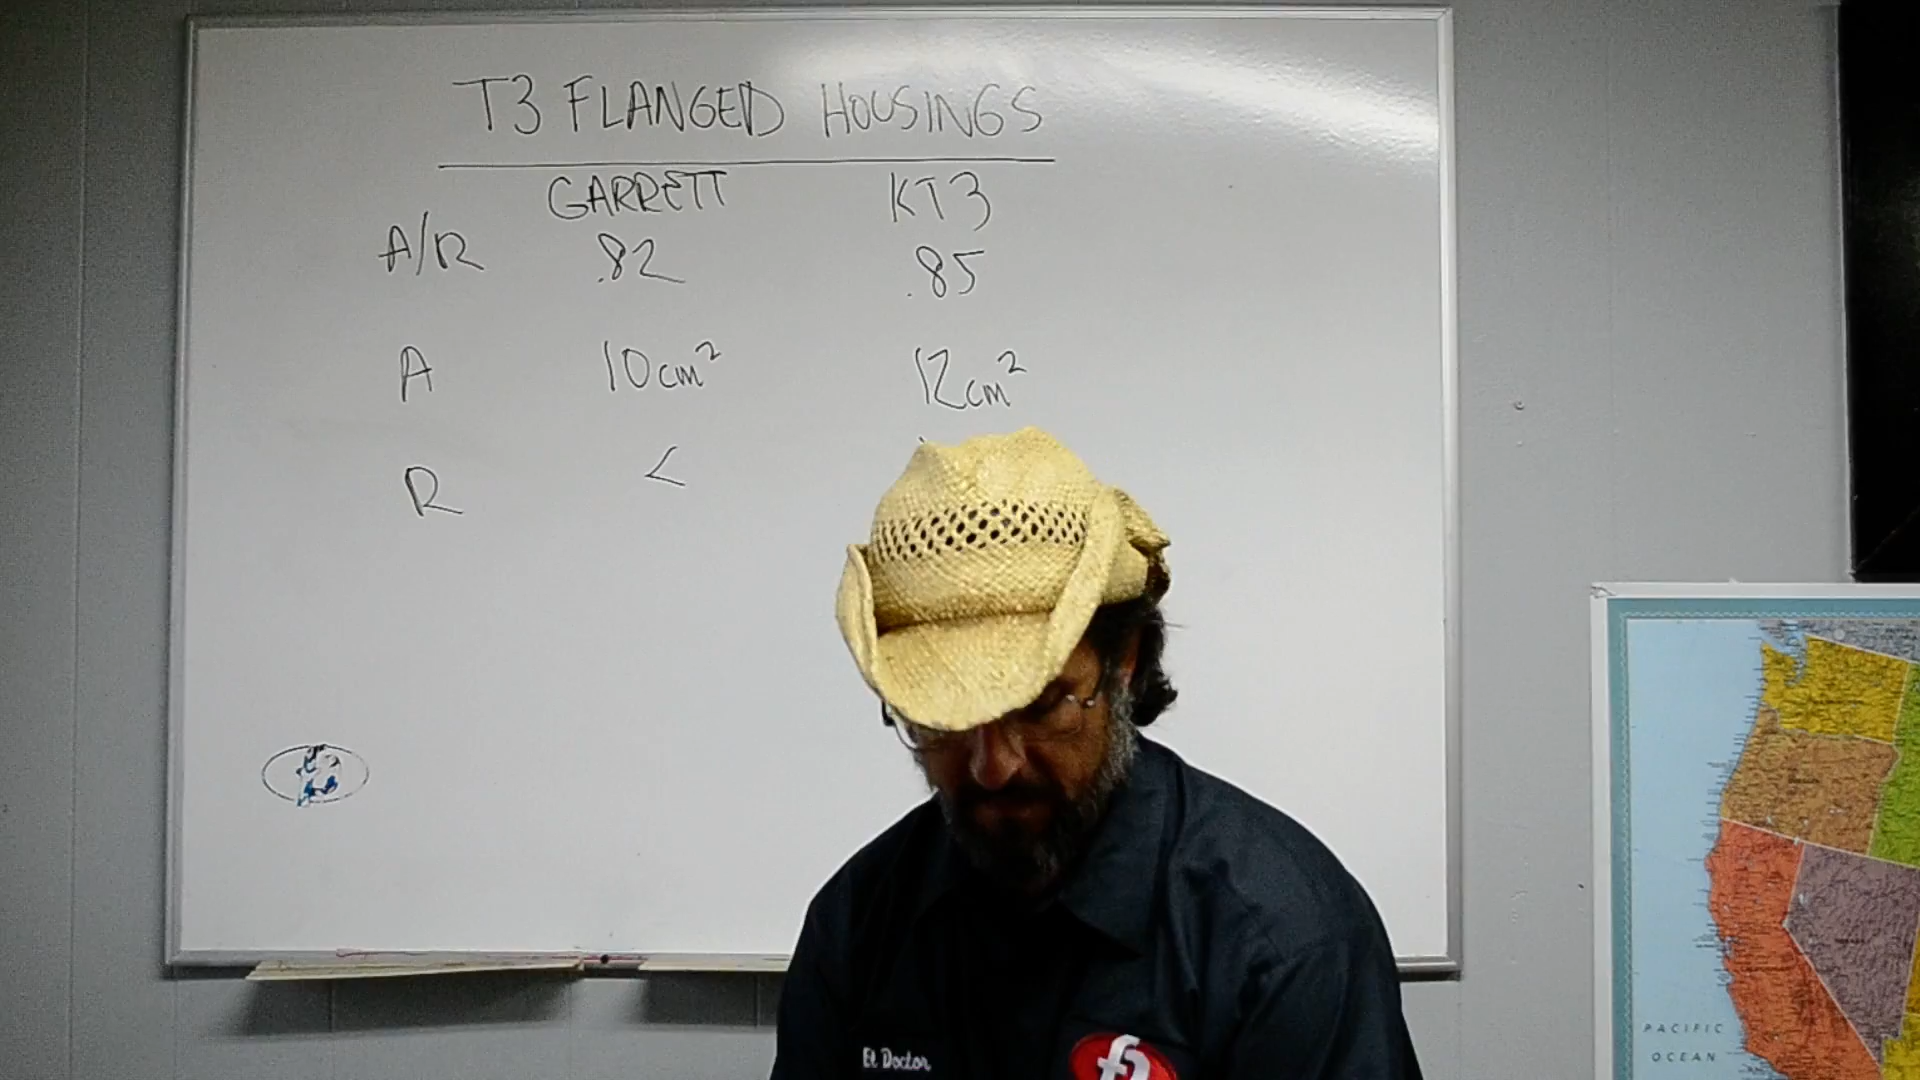 T3 FLANGED HOUSINGS
GARRETT KT3
A/R .82 .85
A 10cm² 12cm²
R <
El Doctor
PACIFIC
OCEAN